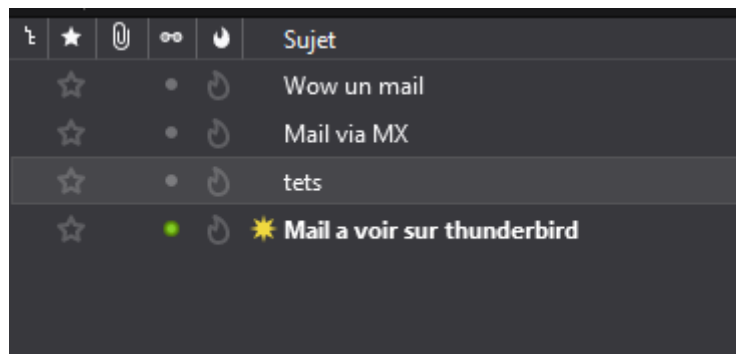 Sujet
Wow un mail
Mail via MX
tets
Mail a voir sur thunderbird